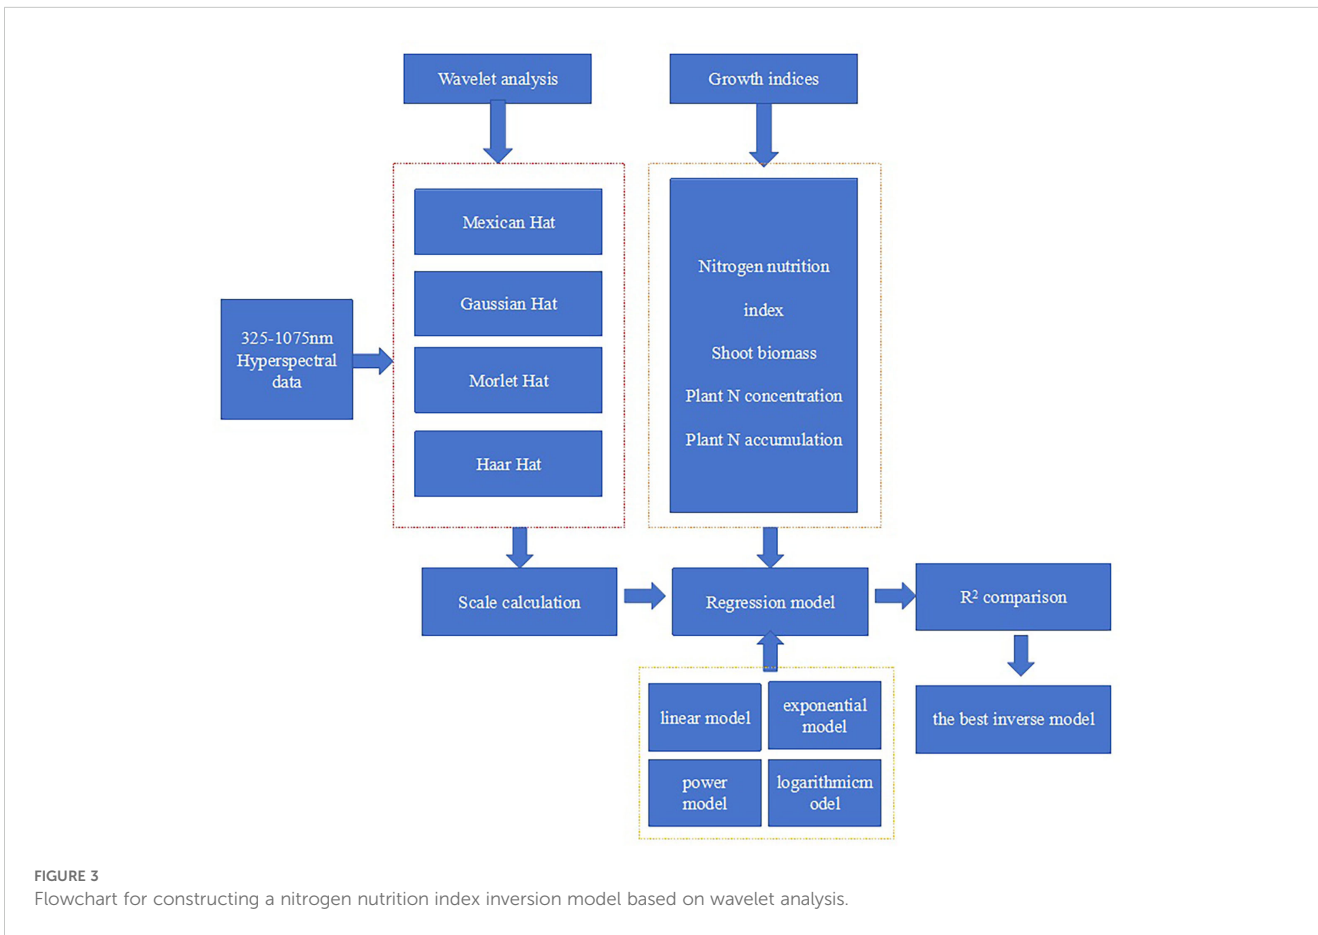 Wavelet analysis
Growth indices
Mexican Hat
Gaussian Hat
Morlet Hat
Haar Hat
325-1075nm
Hyperspectral
data
Nitrogen nutrition
index
Shoot biomass
Plant N concentration
Plant N accumulation
Scale calculation
Regression model
R² comparison
linear model
exponential
model
power
model
logarithmicm
odel
the best inverse model
FIGURE 3
Flowchart for constructing a nitrogen nutrition index inversion model based on wavelet analysis.